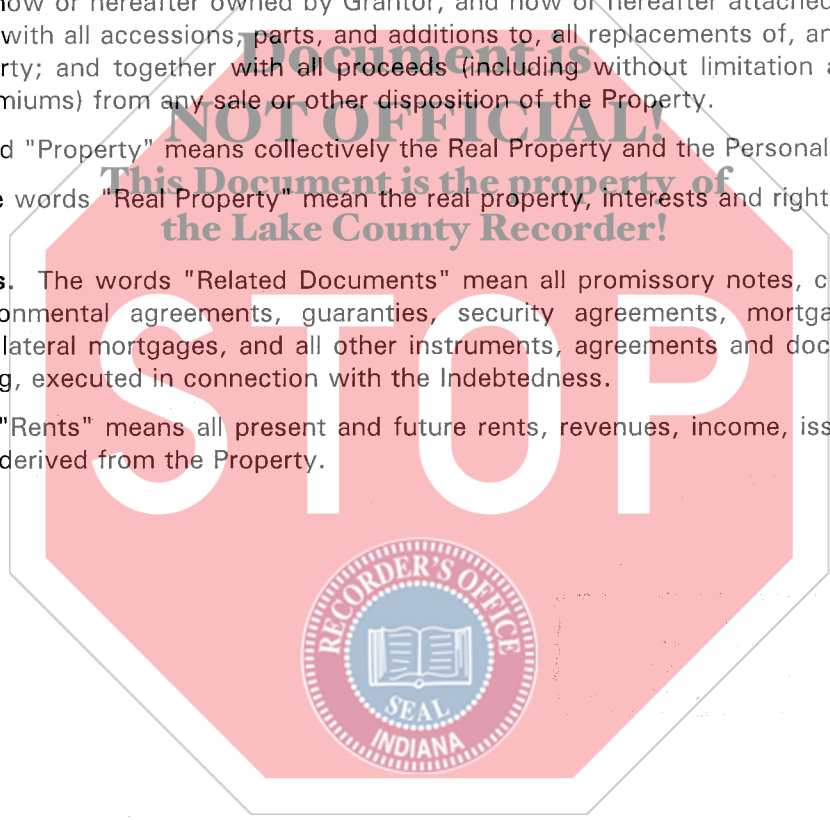 now or hereafter owned by Grantor, and now or hereafter attached
with all accessions, parts, and additions to, all replacements of, an
rty; and together with all proceeds (including without limitation a
miums) from any sale or other disposition of the Property.
d "Property" means collectively the Real Property and the Personal
e words "Real Property" mean the real property, interests and right
s. The words "Related Documents" mean all promissory notes, c
onmental agreements, guaranties, security agreements, mortga
lateral mortgages, and all other instruments, agreements and doc
g, executed in connection with the Indebtedness.
"Rents" means all present and future rents, revenues, income, iss
derived from the Property.
Document is
NOT OFFICIAL!
This Document is the property of
the Lake County Recorder!
STOP
RECORDER'S OFFICE
SEAL
INDIANA